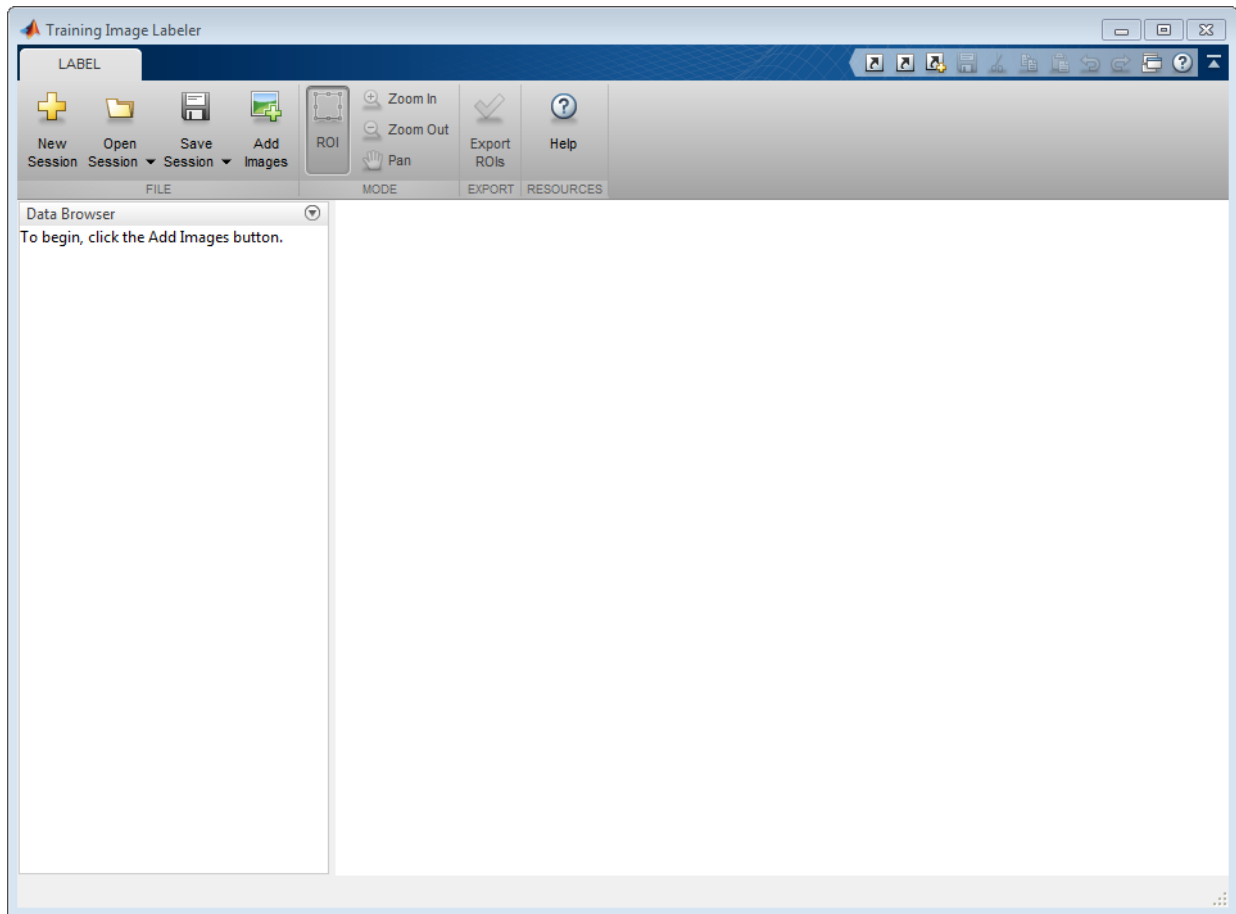 Training Image Labeler
LABEL
New Session
Open Session
Save Session
Add Images
ROI
Zoom In
Zoom Out
Pan
Export ROIs
Help
FILE
MODE
EXPORT
RESOURCES
Data Browser
To begin, click the Add Images button.